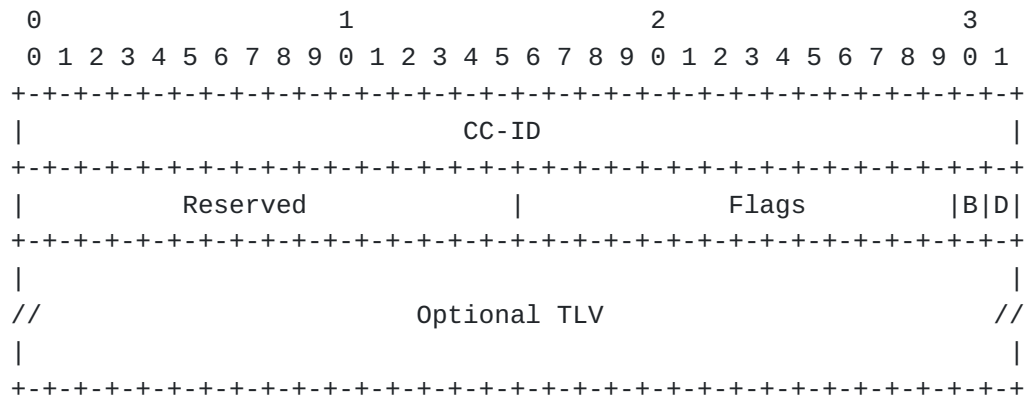 0                   1                   2                   3
 0 1 2 3 4 5 6 7 8 9 0 1 2 3 4 5 6 7 8 9 0 1 2 3 4 5 6 7 8 9 0 1
+-+-+-+-+-+-+-+-+-+-+-+-+-+-+-+-+-+-+-+-+-+-+-+-+-+-+-+-+-+-+-+-+
|                            CC-ID                              |
+-+-+-+-+-+-+-+-+-+-+-+-+-+-+-+-+-+-+-+-+-+-+-+-+-+-+-+-+-+-+-+-+
|          Reserved             |             Flags         |B|D|
+-+-+-+-+-+-+-+-+-+-+-+-+-+-+-+-+-+-+-+-+-+-+-+-+-+-+-+-+-+-+-+-+
|                                                               |
//                        Optional TLV                         //
|                                                               |
+-+-+-+-+-+-+-+-+-+-+-+-+-+-+-+-+-+-+-+-+-+-+-+-+-+-+-+-+-+-+-+-+